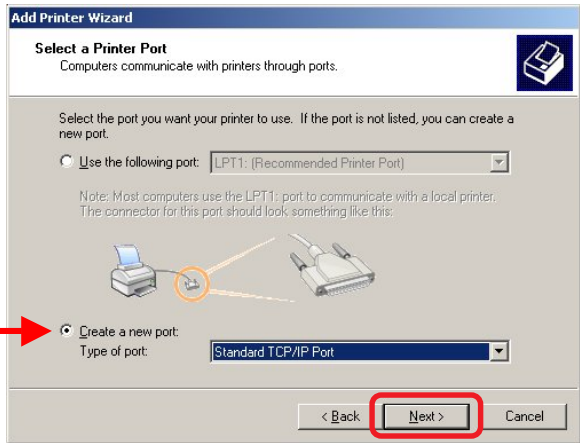 Add Printer Wizard
Select a Printer Port
Computers communicate with printers through ports.
Select the port you want your printer to use. If the port is not listed, you can create a
new port.
Use the following port: LPT1: (Recommended Printer Port)
Note: Most computers use the LPT1: port to communicate with a local printer.
The connector for this port should look something like this:
Create a new port:
Type of port: Standard TCP/IP Port
< Back Next > Cancel